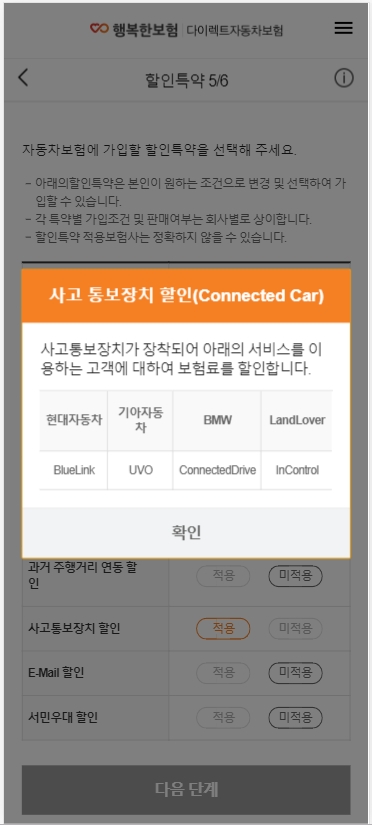 행복한보험 | 다이렉트자동차보험
할인특약 5/6
자동차보험에 가입할 할인특약을 선택해 주세요.
- 아래의할인특약은 본인이 원하는 조건으로 변경 및 선택하여 가
입할 수 있습니다.
- 각 특약별 가입조건 및 판매여부는 회사별로 상이합니다.
- 할인특약 적용보험사는 정확하지 않을 수 있습니다.
사고 통보장치 할인(Connected Car)
사고통보장치가 장착되어 아래의 서비스를 이
용하는 고객에 대하여 보험료를 할인합니다.
현대자동차 기아자동 BMW LandLover
차
BlueLink UVO ConnectedDrive InControl
확인
과거 주행거리 연동 할 적용 미적용
인
사고통보장치 할인 적용 미적용
E-Mail 할인 적용 미적용
서민우대 할인 적용 미적용
다음 단계